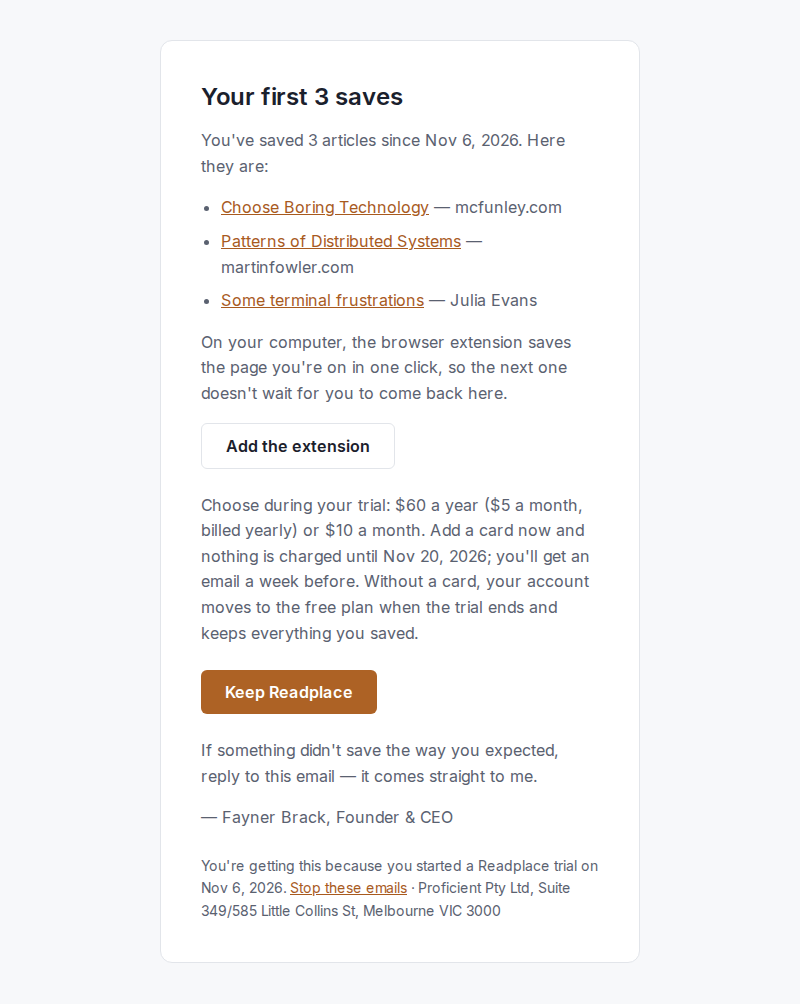 Your first 3 saves
You've saved 3 articles since Nov 6, 2026. Here
they are:
• Choose Boring Technology — mcfunley.com
• Patterns of Distributed Systems —
martinfowler.com
• Some terminal frustrations — Julia Evans
On your computer, the browser extension saves
the page you're on in one click, so the next one
doesn't wait for you to come back here.
Add the extension
Choose during your trial: $60 a year ($5 a month,
billed yearly) or $10 a month. Add a card now and
nothing is charged until Nov 20, 2026; you'll get an
email a week before. Without a card, your account
moves to the free plan when the trial ends and
keeps everything you saved.
Keep Readplace
If something didn't save the way you expected,
reply to this email — it comes straight to me.
— Fayner Brack, Founder & CEO
You're getting this because you started a Readplace trial on
Nov 6, 2026. Stop these emails · Proficient Pty Ltd, Suite
349/585 Little Collins St, Melbourne VIC 3000